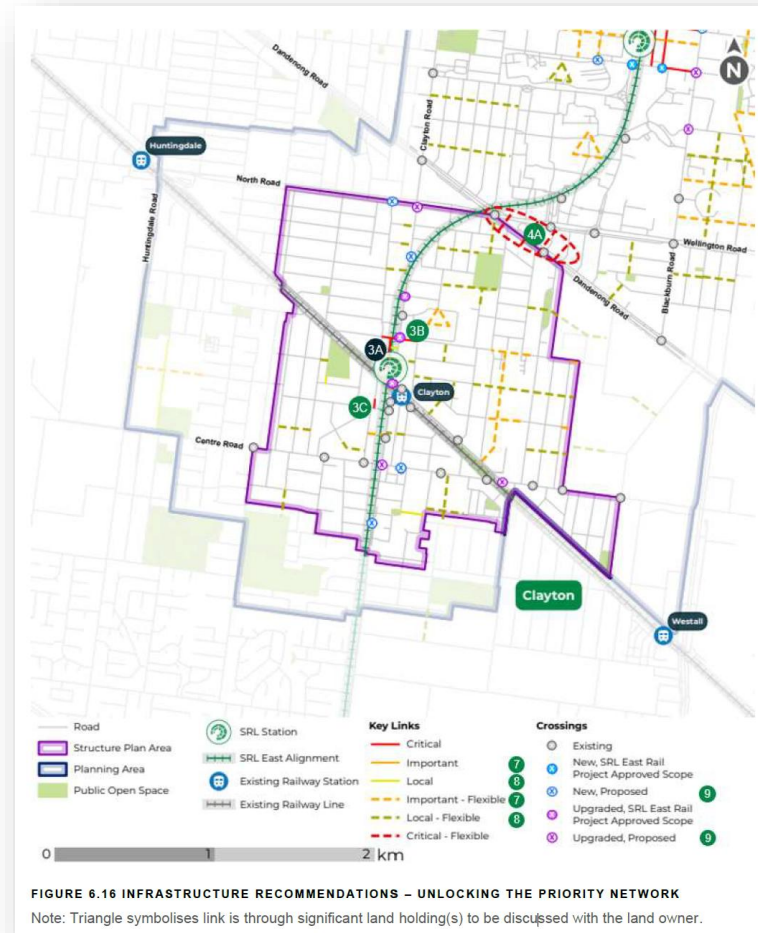 Dandenong Road
N
Clayton Road
Huntingdale
North Road
4A
Huntingdale Road
Wellington Road
Blackburn Road
Dandenong Road
3B
3A
Clayton
3C
Centre Road
Clayton
Westall
Road
Structure Plan Area
Planning Area
Public Open Space
SRL Station
SRL East Alignment
Existing Railway Station
Existing Railway Line
Key Links
Critical
Important 7
Local 8
Important - Flexible 7
Local - Flexible 8
Critical - Flexible
Crossings
Existing
New, SRL East Rail
Project Approved Scope
New, Proposed 9
Upgraded, SRL East Rail
Project Approved Scope
Upgraded, Proposed 9
0 1 2 km
FIGURE 6.16 INFRASTRUCTURE RECOMMENDATIONS – UNLOCKING THE PRIORITY NETWORK
Note: Triangle symbolises link is through significant land holding(s) to be discussed with the land owner.